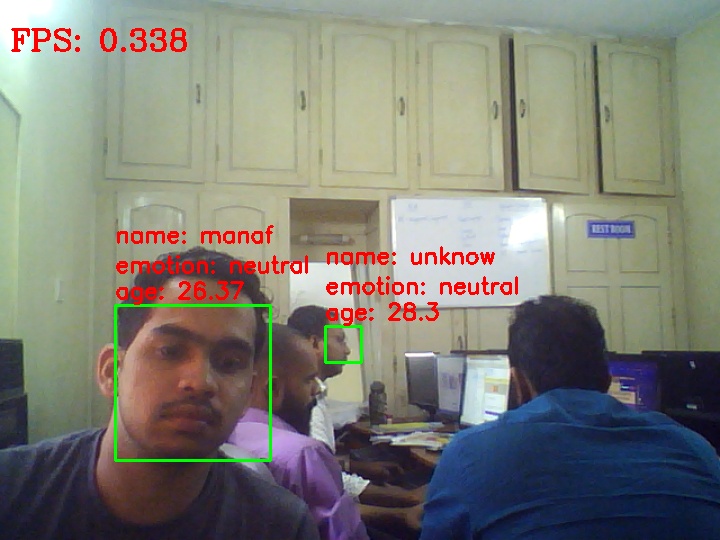 FPS: 0.338
name: manaf
emotion: neutral
age: 26.37
name: unknow
emotion: neutral
age: 28.3
REST ROOM